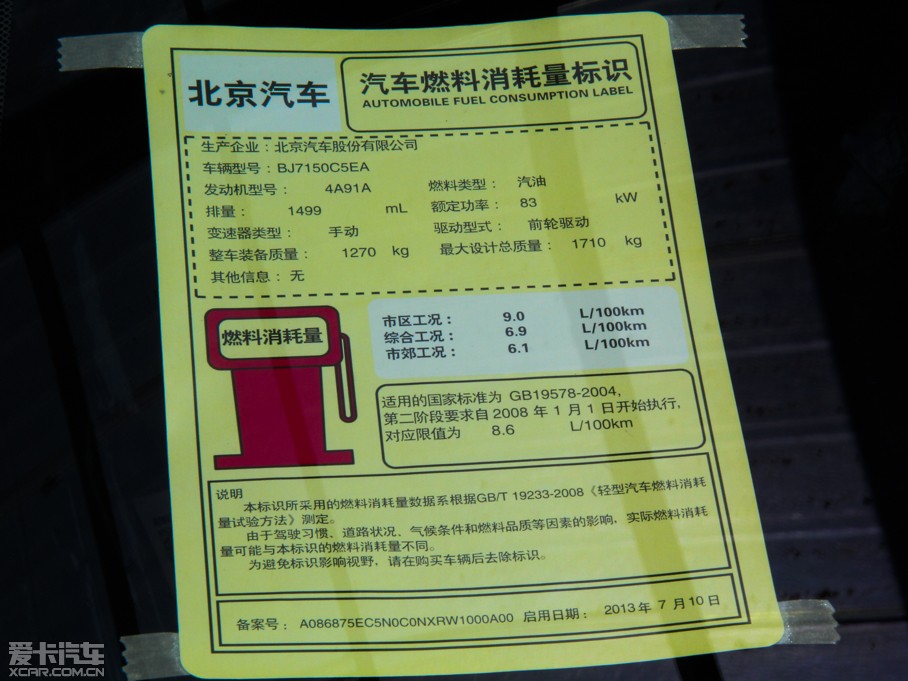 北京汽车
汽车燃料消耗量标识
AUTOMOBILE FUEL CONSUMPTION LABEL
生产企业：北京汽车股份有限公司
车辆型号：BJ7150C5EA
发动机型号： 4A91A 燃料类型： 汽油
排量： 1499 mL 额定功率： 83 kW
变速器类型： 手动 驱动型式： 前轮驱动
整车装备质量： 1270 kg 最大设计总质量： 1710 kg
其他信息：无
燃料消耗量
市区工况： 9.0 L/100km
综合工况： 6.9 L/100km
市郊工况： 6.1 L/100km
适用的国家标准为 GB19578-2004,
第二阶段要求自 2008 年 1 月 1 日开始执行,
对应限值为 8.6 L/100km
说明
本标识所采用的燃料消耗量数据系根据GB/T 19233-2008《轻型汽车燃料消耗
量试验方法》测定。
由于驾驶习惯、道路状况、气候条件和燃料品质等因素的影响，实际燃料消耗
量可能与本标识的燃料消耗量不同。
为避免标识影响视野，请在购买车辆后去除标识。
备案号： A086875EC5N0C0NXRW1000A00 启用日期： 2013年 7 月10日
爱卡汽车
XCAR.COM.CN